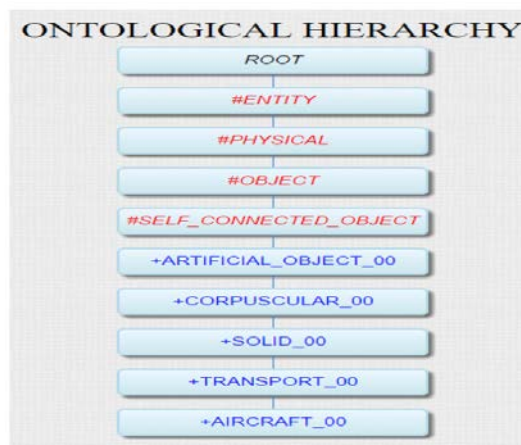 ONTOLOGICAL HIERARCHY
ROOT
#ENTITY
#PHYSICAL
#OBJECT
#SELF_CONNECTED_OBJECT
+ARTIFICIAL_OBJECT_00
+CORPUSCULAR_00
+SOLID_00
+TRANSPORT_00
+AIRCRAFT_00